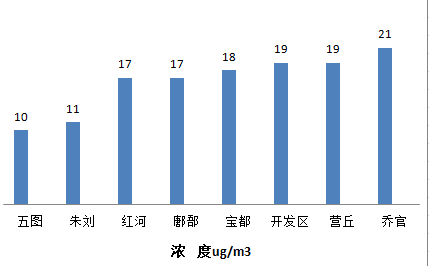 10 11 17 17 18 19 19 21
五图 朱刘 红河 鄌郚 宝都 开发区 营丘 乔官
浓 度ug/m3